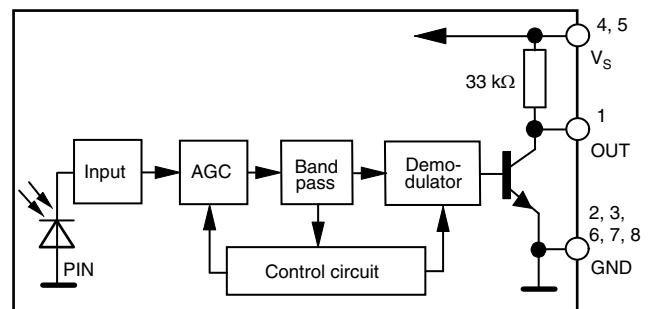 4, 5
V_S
33 kΩ
1
OUT
Input
AGC
Band
pass
Demo-
dulator
2, 3,
6, 7, 8
GND
PIN
Control circuit